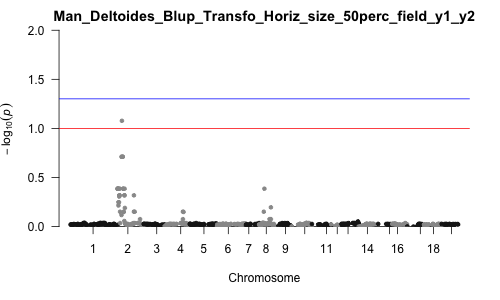 Man_Deltoides_Blup_Transfo_Horiz_size_50perc_field_y1_y2
2.0
1.5
1.0
0.5
0.0
− log10(p)
1 2 3 4 5 6 7 8 9 11 14 16 18
Chromosome